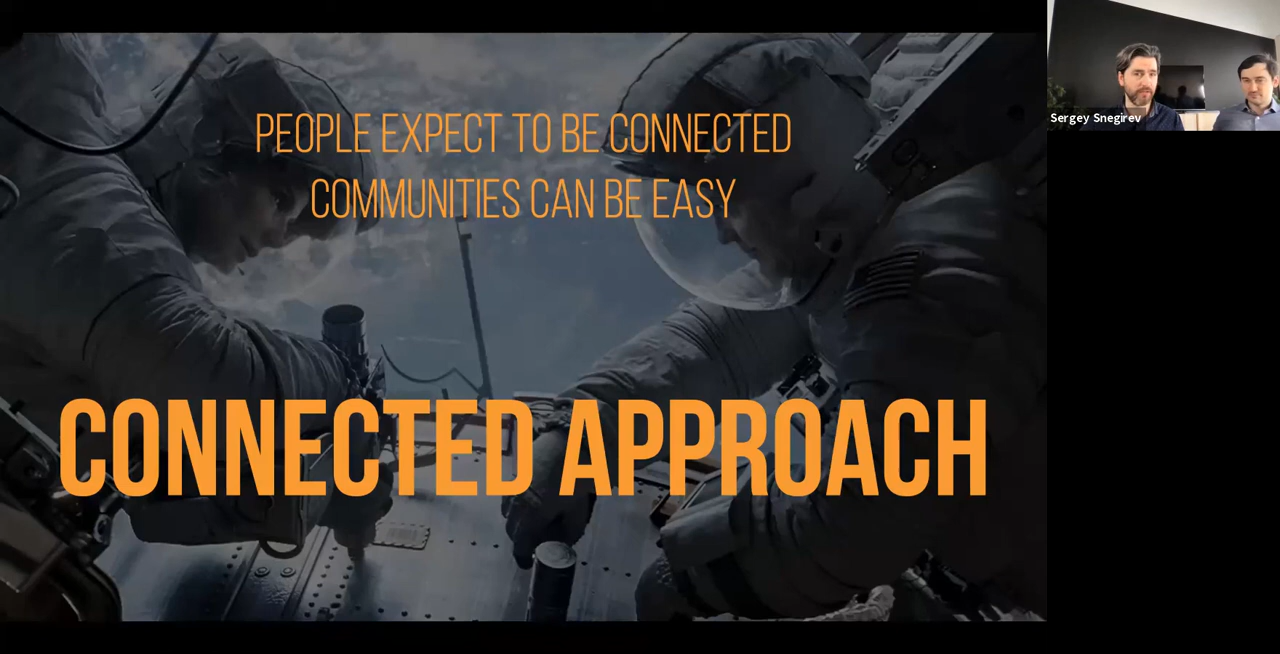 PEOPLE EXPECT TO BE CONNECTED
COMMUNITIES CAN BE EASY
CONNECTED APPROACH
Sergey Snegirev